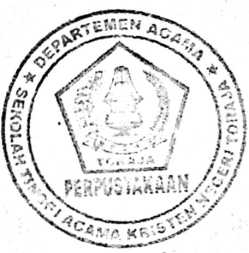 DEPARTEMEN AGAMA
SEKOLAH TINGGI AGAMA KRISTEN NEGERI TORAJA
TORAJA
PERPUSTAKAAN